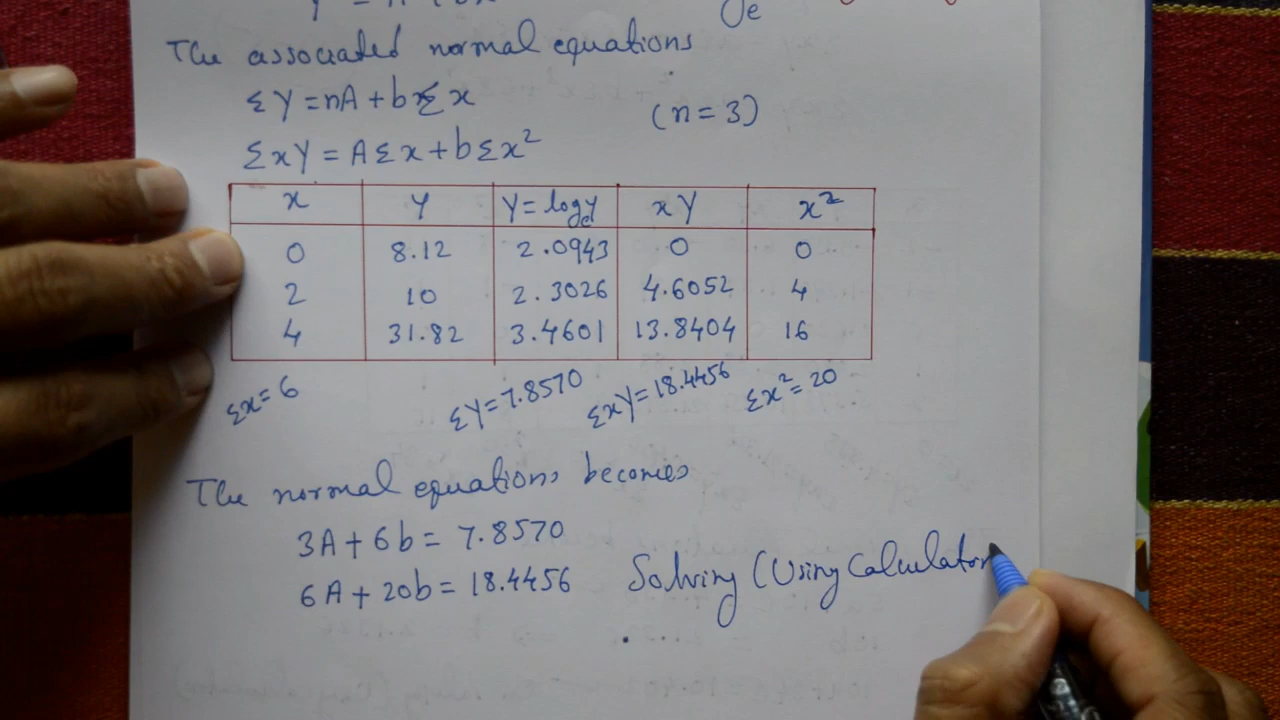 The associated normal equations
ΣY = nA + bΣx
(n = 3)
ΣxY = AΣx + bΣx²
x y Y = logₑy xY x²
0 8.12 2.0943 0 0
2 10 2.3026 4.6052 4
4 31.82 3.4601 13.8404 16
Σx = 6 ΣY = 7.8570 ΣxY = 18.4456 Σx² = 20
The normal equations becomes
3A + 6b = 7.8570
6A + 20b = 18.4456 Solving (Using Calculator